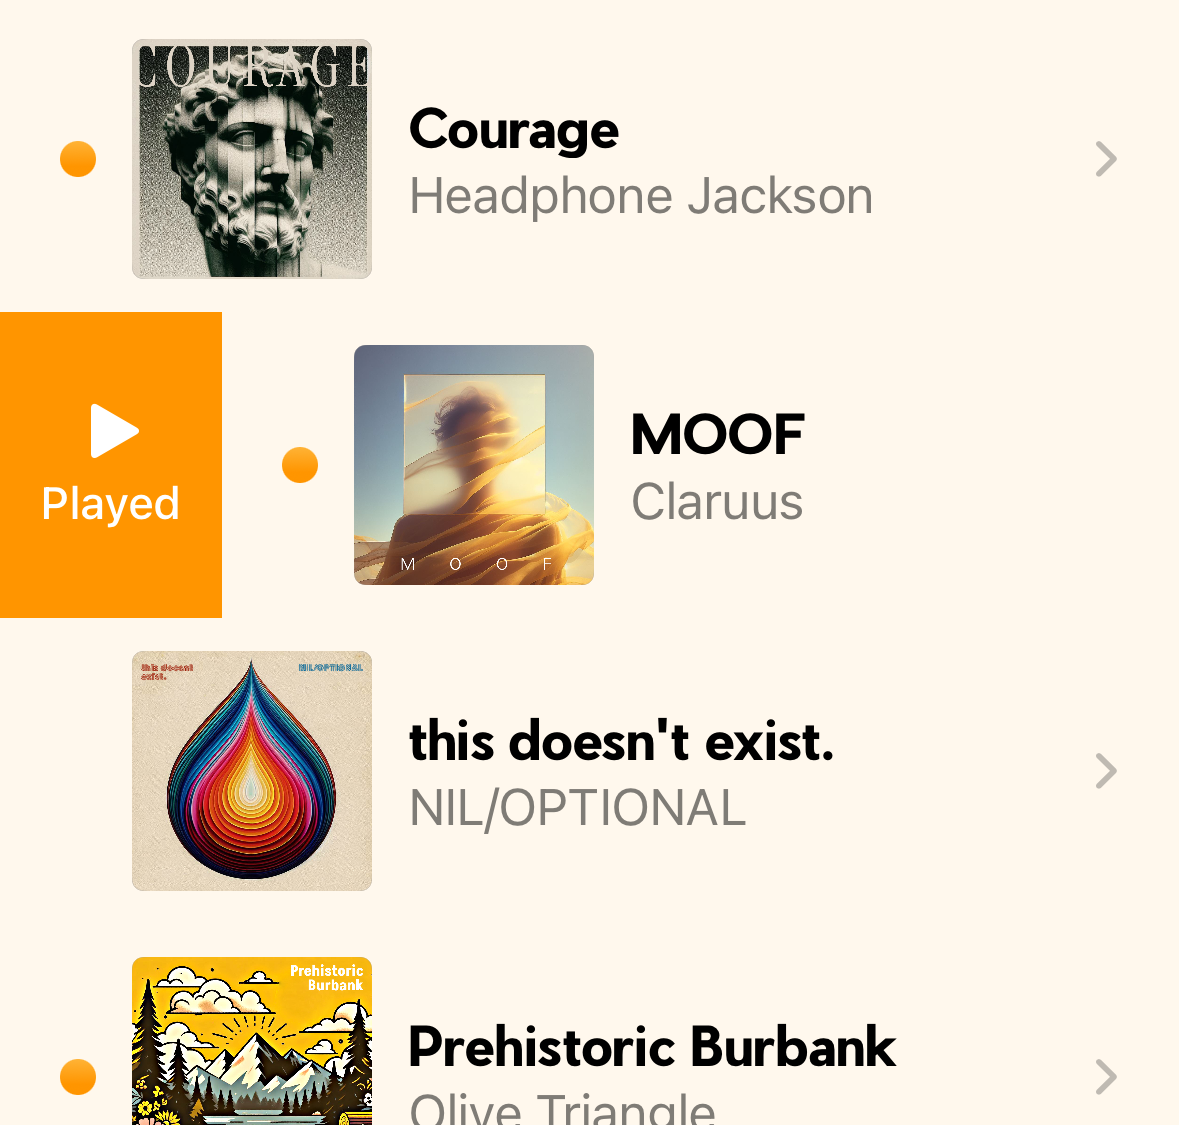 COURAGE
Courage
Headphone Jackson
Played
M O O F
MOOF
Claruus
this doesnt
exist.
NIL/OPTIONAL
this doesn't exist.
NIL/OPTIONAL
Prehistoric
Burbank
Prehistoric Burbank
Olive Triangle